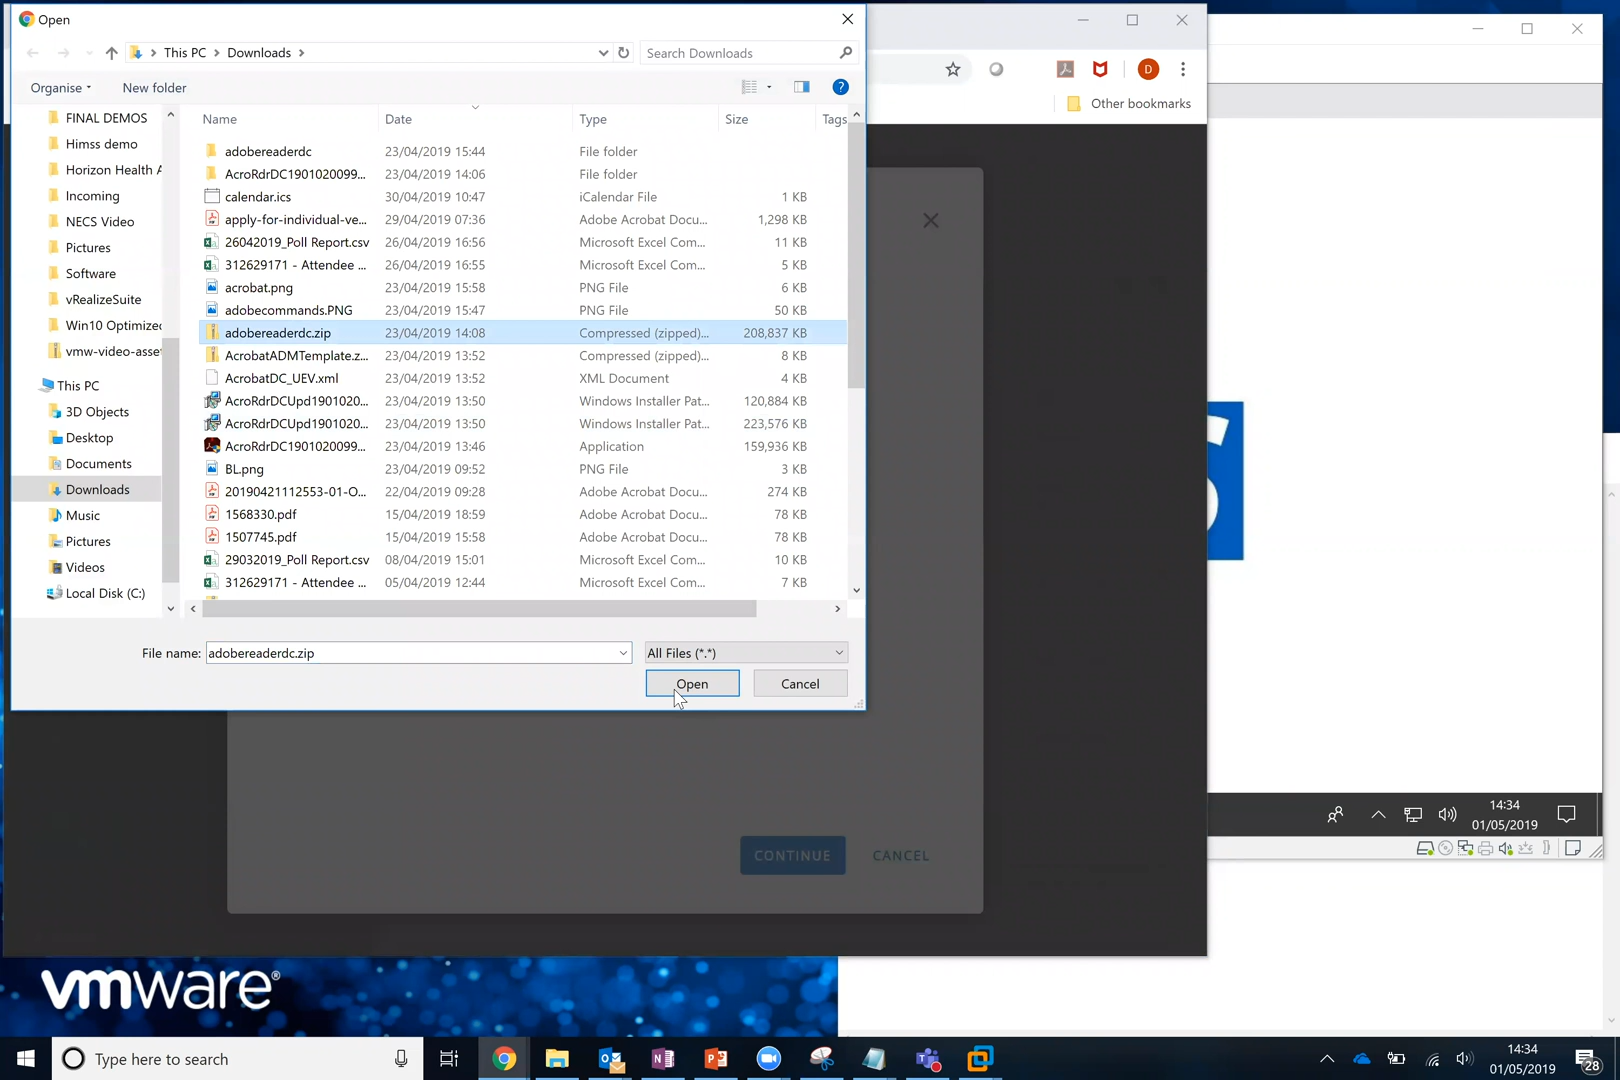 Open
This PC > Downloads >
Search Downloads
Organise
New folder
Name Date Type Size Tags
FINAL DEMOS
Himss demo
Horizon Health A
Incoming
NECS Video
Pictures
Software
vRealizeSuite
Win10 Optimized
vmw-video-asset
This PC
3D Objects
Desktop
Documents
Downloads
Music
Pictures
Videos
Local Disk (C:)
adobereaderdc 23/04/2019 15:44 File folder
AcroRdrDC1901020099... 23/04/2019 14:06 File folder
calendar.ics 30/04/2019 10:47 iCalendar File 1 KB
apply-for-individual-ve... 29/04/2019 07:36 Adobe Acrobat Docu... 1,298 KB
26042019_Poll Report.csv 26/04/2019 16:56 Microsoft Excel Com... 11 KB
312629171 - Attendee ... 26/04/2019 16:55 Microsoft Excel Com... 5 KB
acrobat.png 23/04/2019 15:58 PNG File 6 KB
adobecommands.PNG 23/04/2019 15:47 PNG File 50 KB
adobereaderdc.zip 23/04/2019 14:08 Compressed (zipped)... 208,837 KB
AcrobatADMTemplate.z... 23/04/2019 13:52 Compressed (zipped)... 8 KB
AcrobatDC_UEV.xml 23/04/2019 13:52 XML Document 4 KB
AcroRdrDCUpd1901020... 23/04/2019 13:50 Windows Installer Pat... 120,884 KB
AcroRdrDCUpd1901020... 23/04/2019 13:50 Windows Installer Pat... 223,576 KB
AcroRdrDC1901020099... 23/04/2019 13:46 Application 159,936 KB
BL.png 23/04/2019 09:52 PNG File 3 KB
20190421112553-01-O... 22/04/2019 09:28 Adobe Acrobat Docu... 274 KB
1568330.pdf 15/04/2019 18:59 Adobe Acrobat Docu... 78 KB
1507745.pdf 15/04/2019 15:58 Adobe Acrobat Docu... 78 KB
29032019_Poll Report.csv 08/04/2019 15:01 Microsoft Excel Com... 10 KB
312629171 - Attendee ... 05/04/2019 12:44 Microsoft Excel Com... 7 KB
File name: adobereaderdc.zip All Files (*.*)
Open Cancel
D
Other bookmarks
CONTINUE CANCEL
14:34
01/05/2019
vmware®
Type here to search
14:34
01/05/2019
28